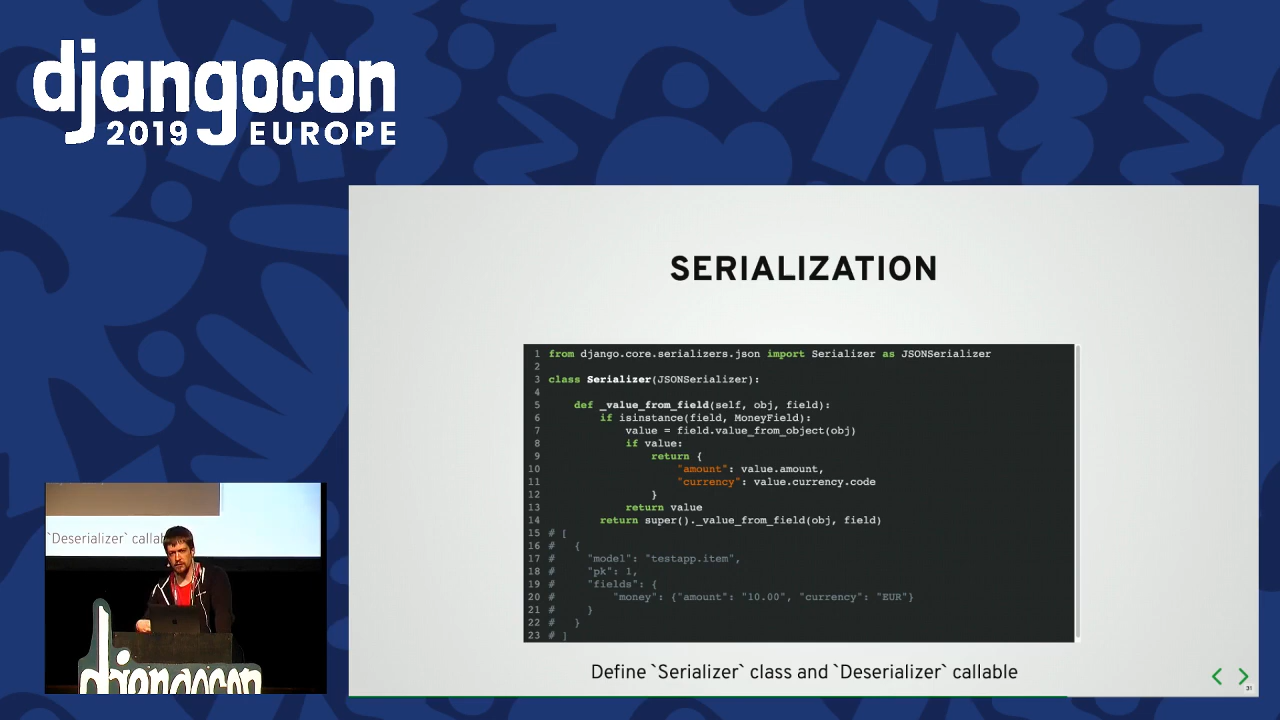 djangocon
2019 EUROPE
SERIALIZATION
1 from django.core.serializers.json import Serializer as JSONSerializer
2
3 class Serializer(JSONSerializer):
4
5 def _value_from_field(self, obj, field):
6 if isinstance(field, MoneyField):
7 value = field.value_from_object(obj)
8 if value:
9 return {
10 "amount": value.amount,
11 "currency": value.currency.code
12 }
13 return value
14 return super()._value_from_field(obj, field)
15 # [
16 # {
17 # "model": "testapp.item",
18 # "pk": 1,
19 # "fields": {
20 # "money": {"amount": "10.00", "currency": "EUR"}
21 # }
22 # }
23 # ]
Define `Serializer` class and `Deserializer` callable
31
`Deserializer` callab
djangocon